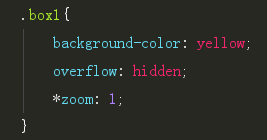 .box1{
background-color: yellow;
overflow: hidden;
*zoom: 1;
}